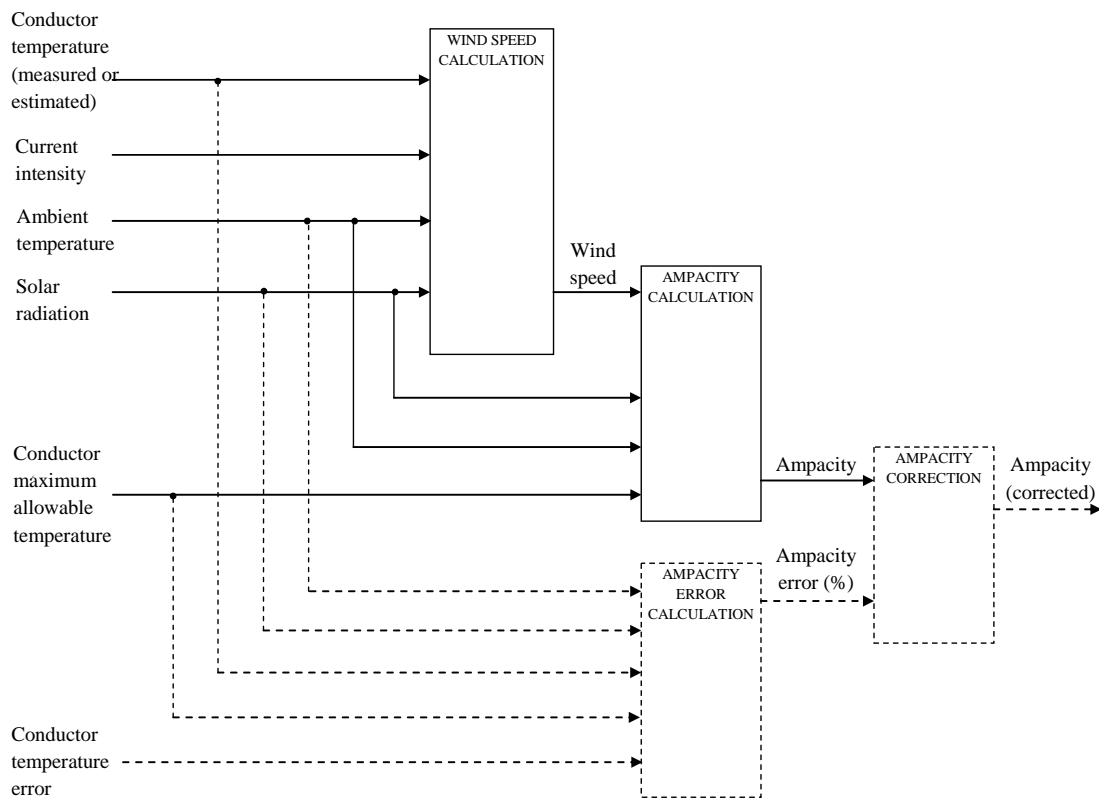 Conductor
temperature
(measured or
estimated)
WIND SPEED
CALCULATION
Current
intensity
Ambient
temperature
Solar
radiation
Wind
speed
AMPACITY
CALCULATION
Conductor
maximum
allowable
temperature
Ampacity
AMPACITY
CORRECTION
Ampacity
(corrected)
AMPACITY
ERROR
CALCULATION
Ampacity
error (%)
Conductor
temperature
error